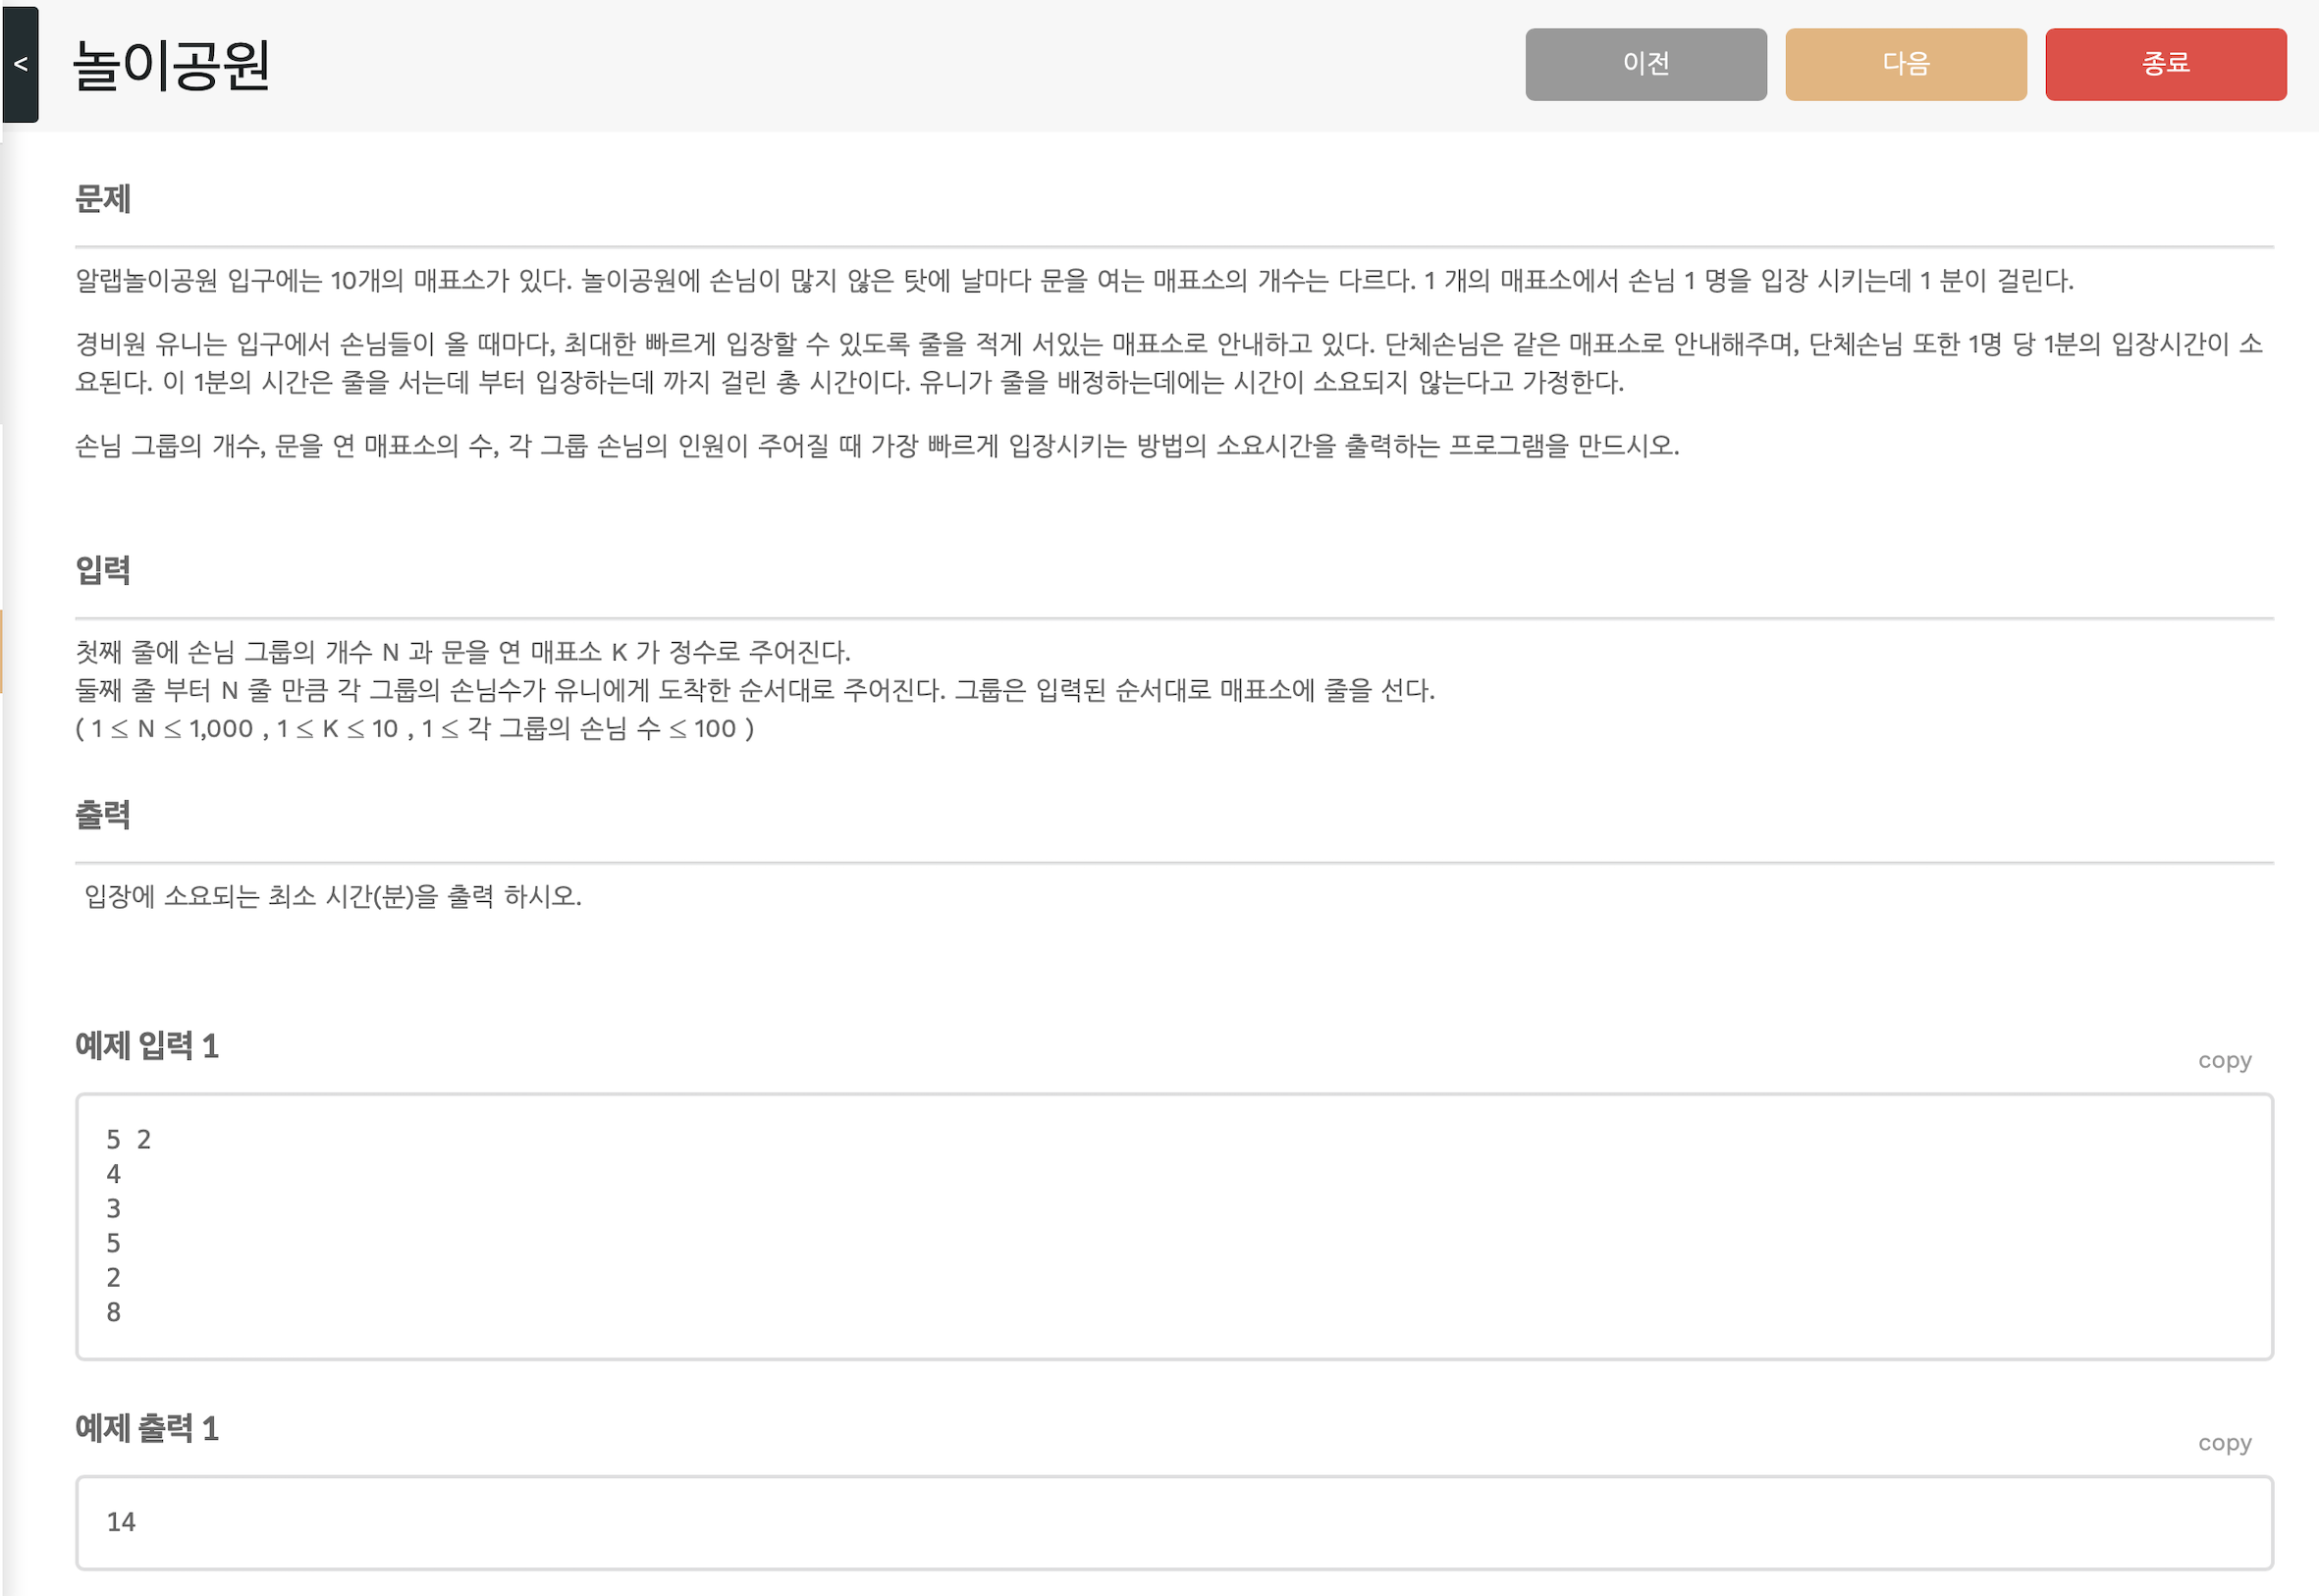 <
놀이공원
이전
다음
종료
문제
알랩놀이공원 입구에는 10개의 매표소가 있다. 놀이공원에 손님이 많지 않은 탓에 날마다 문을 여는 매표소의 개수는 다르다. 1 개의 매표소에서 손님 1 명을 입장 시키는데 1 분이 걸린다.
경비원 유니는 입구에서 손님들이 올 때마다, 최대한 빠르게 입장할 수 있도록 줄을 적게 서있는 매표소로 안내하고 있다. 단체손님은 같은 매표소로 안내해주며, 단체손님 또한 1명 당 1분의 입장시간이 소
요된다. 이 1분의 시간은 줄을 서는데 부터 입장하는데 까지 걸린 총 시간이다. 유니가 줄을 배정하는데에는 시간이 소요되지 않는다고 가정한다.
손님 그룹의 개수, 문을 연 매표소의 수, 각 그룹 손님의 인원이 주어질 때 가장 빠르게 입장시키는 방법의 소요시간을 출력하는 프로그램을 만드시오.
입력
첫째 줄에 손님 그룹의 개수 N 과 문을 연 매표소 K 가 정수로 주어진다.
둘째 줄 부터 N 줄 만큼 각 그룹의 손님수가 유니에게 도착한 순서대로 주어진다. 그룹은 입력된 순서대로 매표소에 줄을 선다.
( 1 ≤ N ≤ 1,000 , 1 ≤ K ≤ 10 , 1 ≤ 각 그룹의 손님 수 ≤ 100 )
출력
입장에 소요되는 최소 시간(분)을 출력 하시오.
예제 입력 1
copy
5 2
4
3
5
2
8
예제 출력 1
copy
14